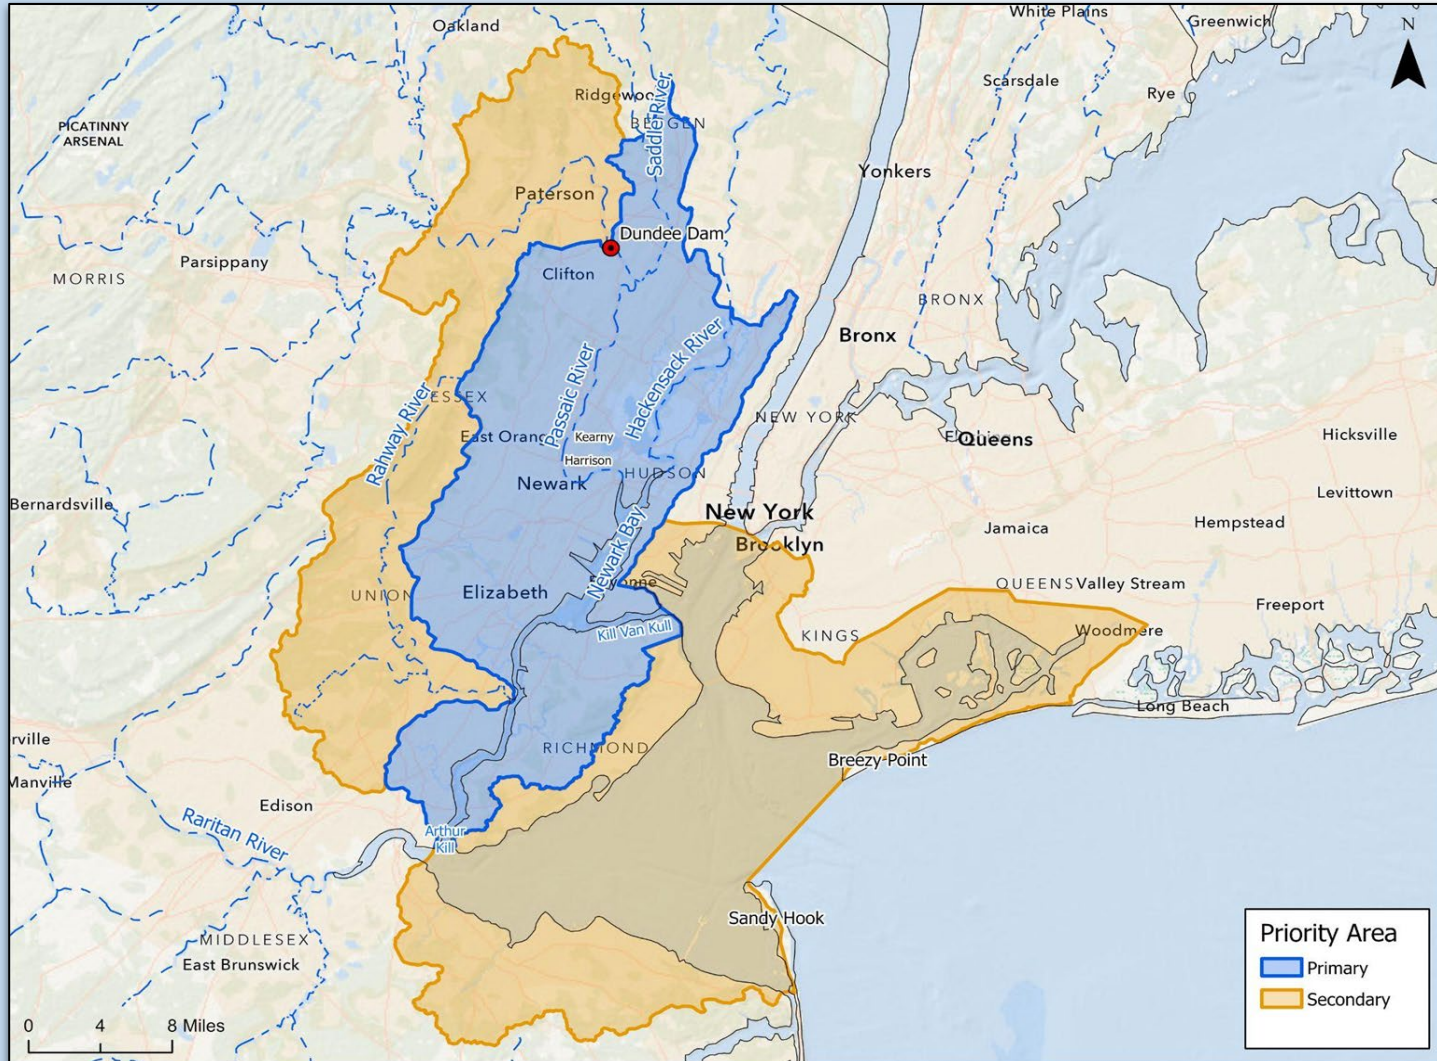 Oakland
White Plains
Greenwich
N
Scarsdale
Rye
Ridgewoo
BERGEN
Saddle River
PICATINNY
ARSENAL
Yonkers
Paterson
Dundee Dam
Parsippany
MORRIS
Clifton
BRONX
Bronx
Passaic River
Hackensack River
Rahway River
ESSEX
NEW YORK
East Orang
Kearny
Queens
Hicksville
Harrison
HUDSON
Newark
Levittown
Bernardsville
New York
Hempstead
Jamaica
Brooklyn
Newark Bay
Bayonne
QUEENS
Valley Stream
UNION
Elizabeth
Freeport
Kill Van Kull
KINGS
Woodmere
Long Beach
erville
RICHMOND
Breezy Point
Manville
Edison
Raritan River
Arthur
Kill
Sandy Hook
MIDDLESEX
East Brunswick
Priority Area
Primary
Secondary
0 4 8 Miles